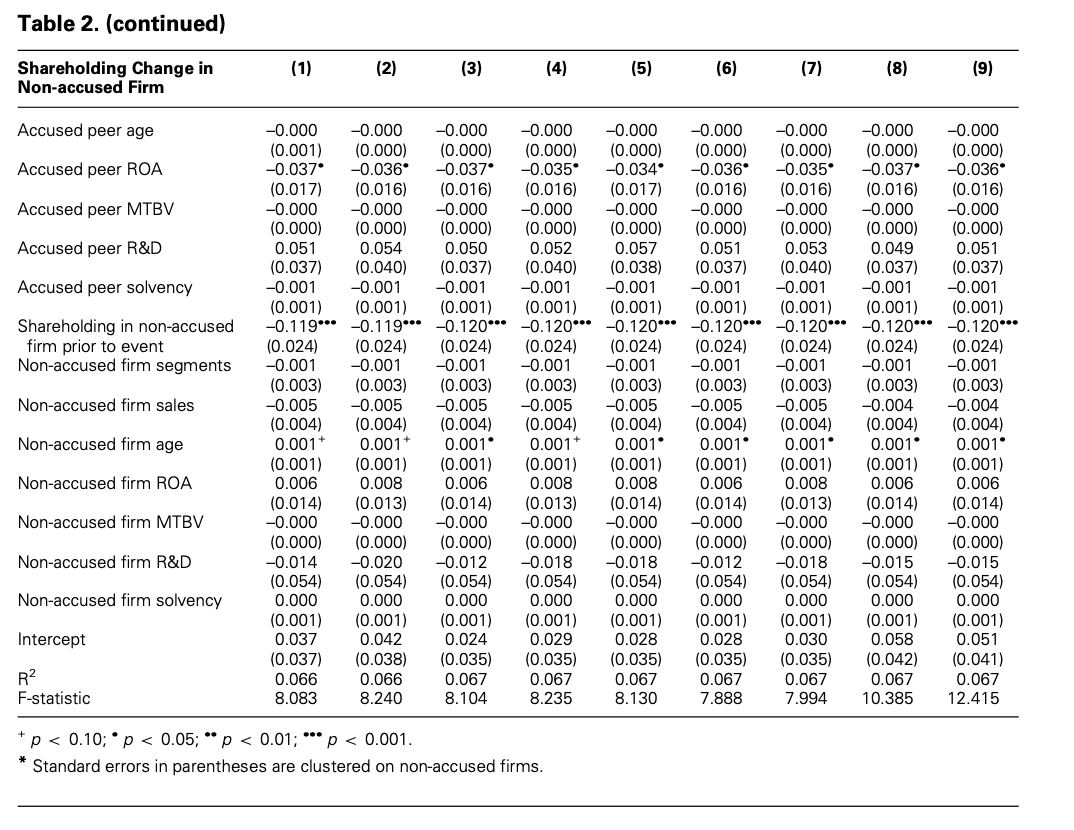 Table 2. (continued)
Shareholding Change in (1) (2) (3) (4) (5) (6) (7) (8) (9)
Non-accused Firm
Accused peer age –0.000 –0.000 –0.000 –0.000 –0.000 –0.000 –0.000 –0.000 –0.000
(0.001) (0.000) (0.000) (0.000) (0.000) (0.000) (0.000) (0.000) (0.000)
Accused peer ROA –0.037• –0.036• –0.037• –0.035• –0.034• –0.036• –0.035• –0.037• –0.036•
(0.017) (0.016) (0.016) (0.016) (0.017) (0.016) (0.016) (0.016) (0.016)
Accused peer MTBV –0.000 –0.000 –0.000 –0.000 –0.000 –0.000 –0.000 –0.000 –0.000
(0.000) (0.000) (0.000) (0.000) (0.000) (0.000) (0.000) (0.000) (0.000)
Accused peer R&D 0.051 0.054 0.050 0.052 0.057 0.051 0.053 0.049 0.051
(0.037) (0.040) (0.037) (0.040) (0.038) (0.037) (0.040) (0.037) (0.037)
Accused peer solvency –0.001 –0.001 –0.001 –0.001 –0.001 –0.001 –0.001 –0.001 –0.001
(0.001) (0.001) (0.001) (0.001) (0.001) (0.001) (0.001) (0.001) (0.001)
Shareholding in non-accused –0.119••• –0.119••• –0.120••• –0.120••• –0.120••• –0.120••• –0.120••• –0.120••• –0.120•••
firm prior to event (0.024) (0.024) (0.024) (0.024) (0.024) (0.024) (0.024) (0.024) (0.024)
Non-accused firm segments –0.001 –0.001 –0.001 –0.001 –0.001 –0.001 –0.001 –0.001 –0.001
(0.003) (0.003) (0.003) (0.003) (0.003) (0.003) (0.003) (0.003) (0.003)
Non-accused firm sales –0.005 –0.005 –0.005 –0.005 –0.005 –0.005 –0.005 –0.004 –0.004
(0.004) (0.004) (0.004) (0.004) (0.004) (0.004) (0.004) (0.004) (0.004)
Non-accused firm age 0.001+ 0.001+ 0.001• 0.001+ 0.001• 0.001• 0.001• 0.001• 0.001•
(0.001) (0.001) (0.001) (0.001) (0.001) (0.001) (0.001) (0.001) (0.001)
Non-accused firm ROA 0.006 0.008 0.006 0.008 0.008 0.006 0.008 0.006 0.006
(0.014) (0.013) (0.014) (0.013) (0.014) (0.014) (0.013) (0.014) (0.014)
Non-accused firm MTBV –0.000 –0.000 –0.000 –0.000 –0.000 –0.000 –0.000 –0.000 –0.000
(0.000) (0.000) (0.000) (0.000) (0.000) (0.000) (0.000) (0.000) (0.000)
Non-accused firm R&D –0.014 –0.020 –0.012 –0.018 –0.018 –0.012 –0.018 –0.015 –0.015
(0.054) (0.054) (0.054) (0.054) (0.054) (0.054) (0.054) (0.054) (0.054)
Non-accused firm solvency 0.000 0.000 0.000 0.000 0.000 0.000 0.000 0.000 0.000
(0.001) (0.001) (0.001) (0.001) (0.001) (0.001) (0.001) (0.001) (0.001)
Intercept 0.037 0.042 0.024 0.029 0.028 0.028 0.030 0.058 0.051
(0.037) (0.038) (0.035) (0.035) (0.035) (0.035) (0.035) (0.042) (0.041)
R² 0.066 0.066 0.067 0.067 0.067 0.067 0.067 0.067 0.067
F-statistic 8.083 8.240 8.104 8.235 8.130 7.888 7.994 10.385 12.415
+ p < 0.10; • p < 0.05; •• p < 0.01; ••• p < 0.001.
* Standard errors in parentheses are clustered on non-accused firms.